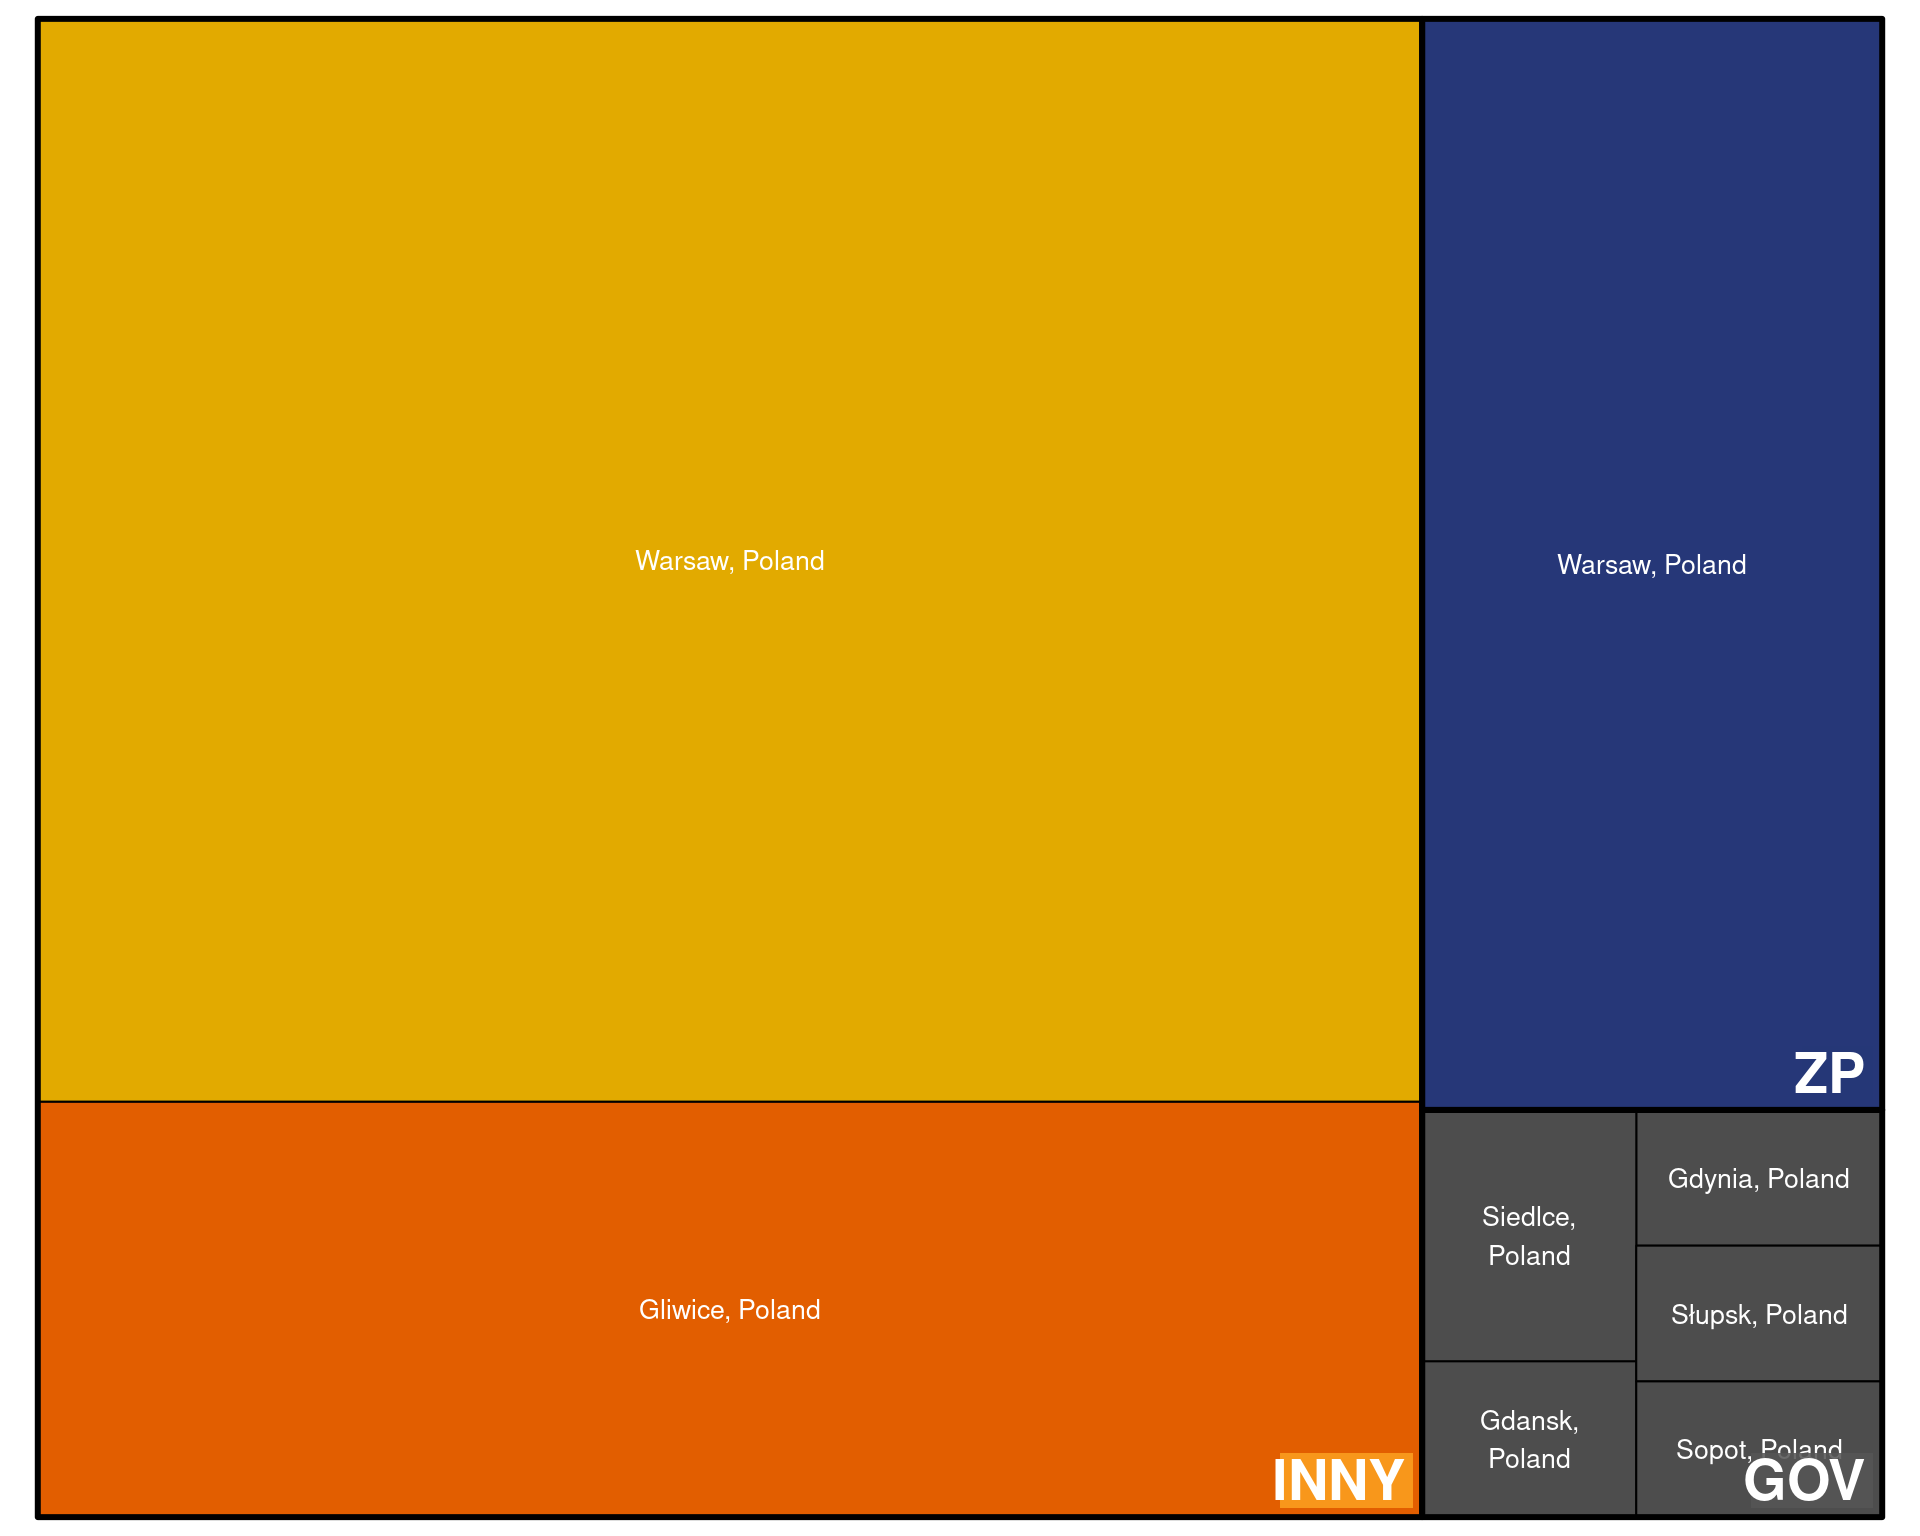 Warsaw, Poland
Warsaw, Poland
ZP
Gliwice, Poland
INNY
Siedlce,
Poland
Gdansk,
Poland
Gdynia, Poland
Słupsk, Poland
Sopot, Poland
GOV